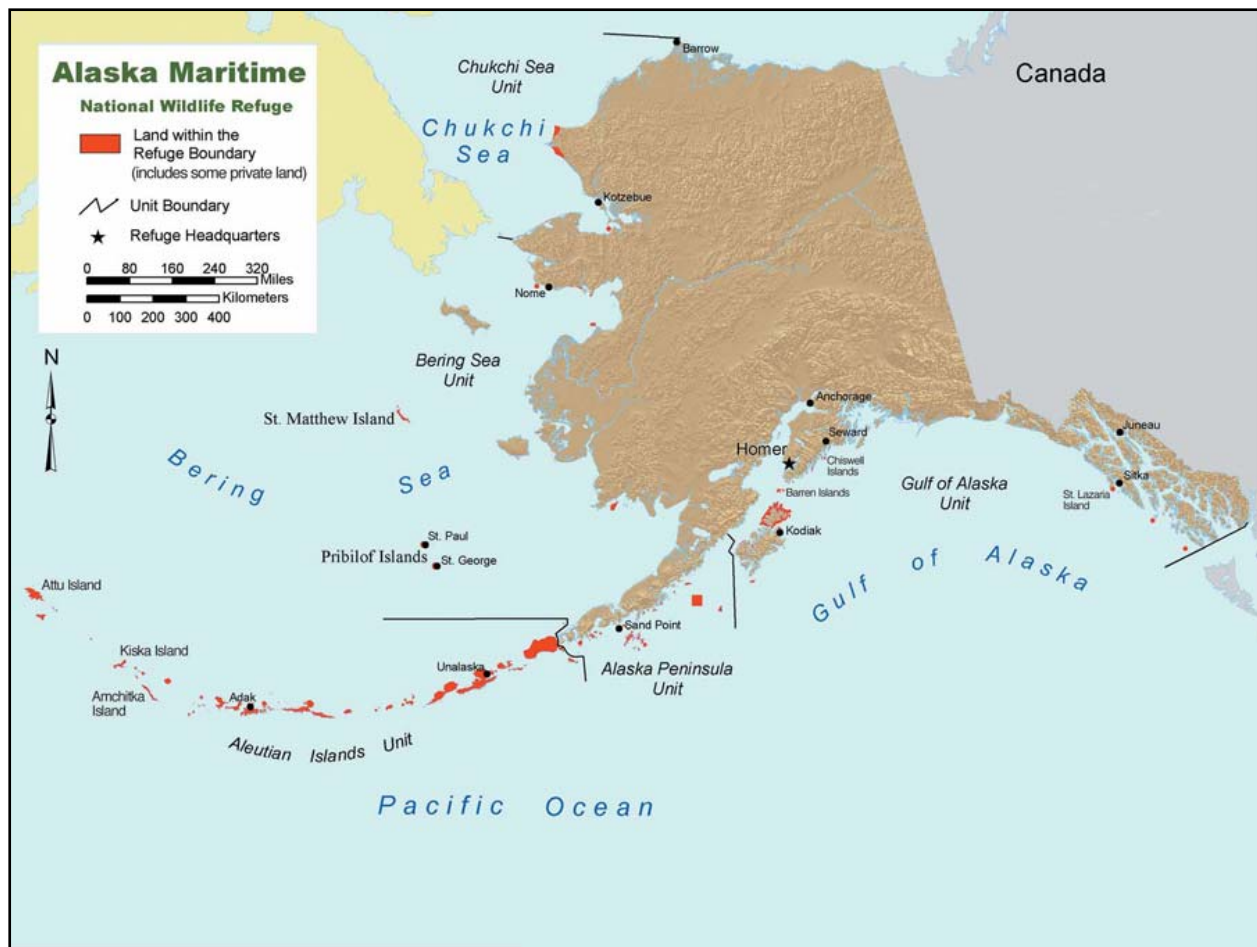 Alaska Maritime
National Wildlife Refuge
Land within the
Refuge Boundary
(includes some private land)
Unit Boundary
Refuge Headquarters
0 80 160 240 320
Miles
Kilometers
0 100 200 300 400
N
Barrow
Canada
Chukchi Sea
Unit
Chukchi
Sea
Kotzebue
Nome
Bering Sea
Unit
St. Matthew Island
Bering Sea
Anchorage
Seward
Homer
Chiswell
Islands
Barren Islands
Kodiak
Gulf of Alaska
Unit
Juneau
Sitka
St. Lazaria
Island
Gulf of Alaska
St. Paul
Pribilof Islands
St. George
Attu Island
Kiska Island
Amchitka
Island
Adak
Unalaska
Sand Point
Alaska Peninsula
Unit
Aleutian Islands Unit
Pacific Ocean